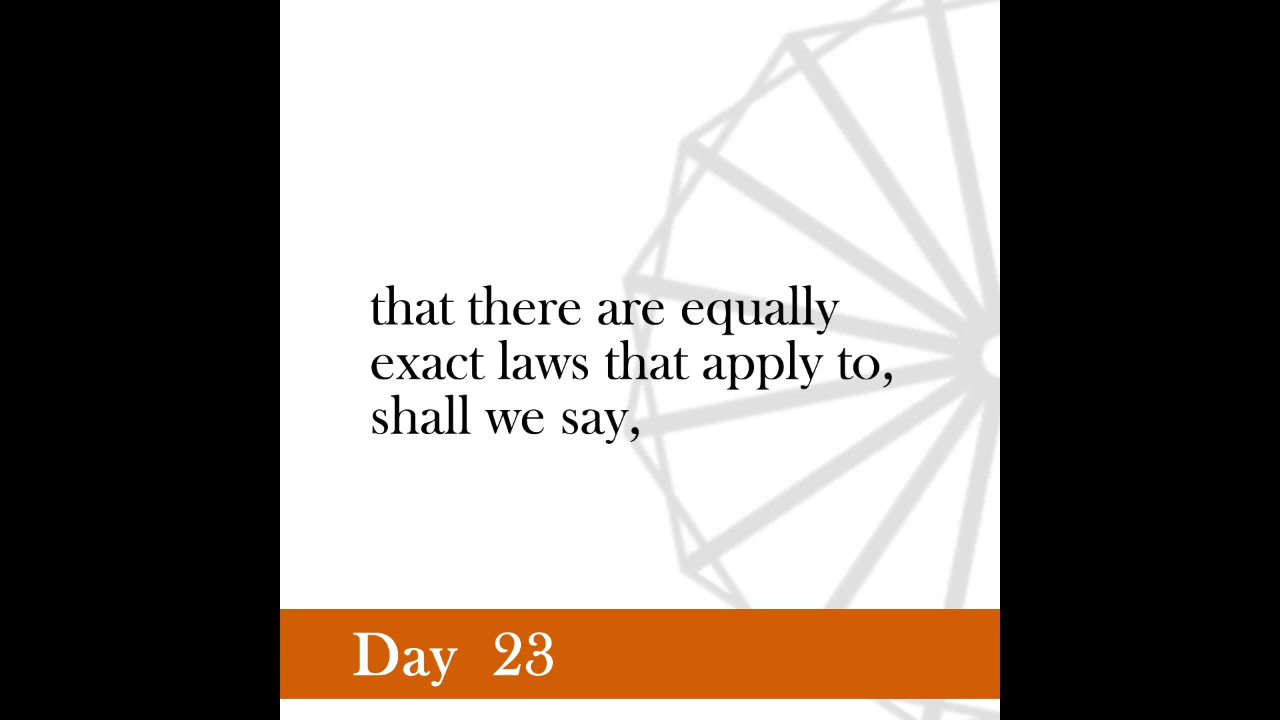 that there are equally
exact laws that apply to,
shall we say,
Day 23